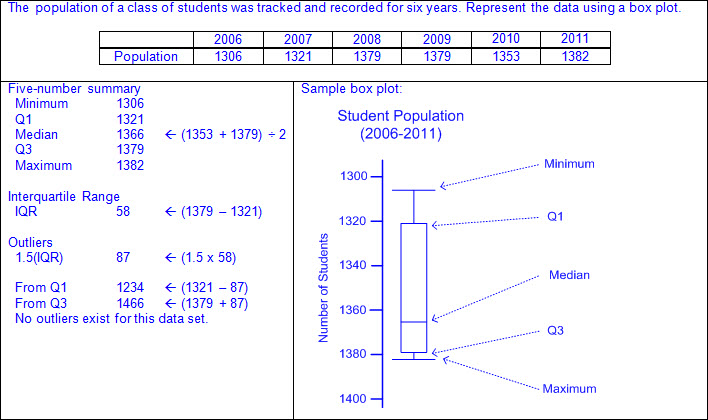 The population of a class of students was tracked and recorded for six years. Represent the data using a box plot.
2006 2007 2008 2009 2010 2011
Population 1306 1321 1379 1379 1353 1382
Five-number summary
Minimum 1306
Q1 1321
Median 1366 ← (1353 + 1379) ÷ 2
Q3 1379
Maximum 1382
Interquartile Range
IQR 58 ← (1379 – 1321)
Outliers
1.5(IQR) 87 ← (1.5 x 58)
From Q1 1234 ← (1321 – 87)
From Q3 1466 ← (1379 + 87)
No outliers exist for this data set.
Sample box plot:
Student Population
(2006-2011)
Number of Students
1300
1320
1340
1360
1380
1400
Minimum
Q1
Median
Q3
Maximum